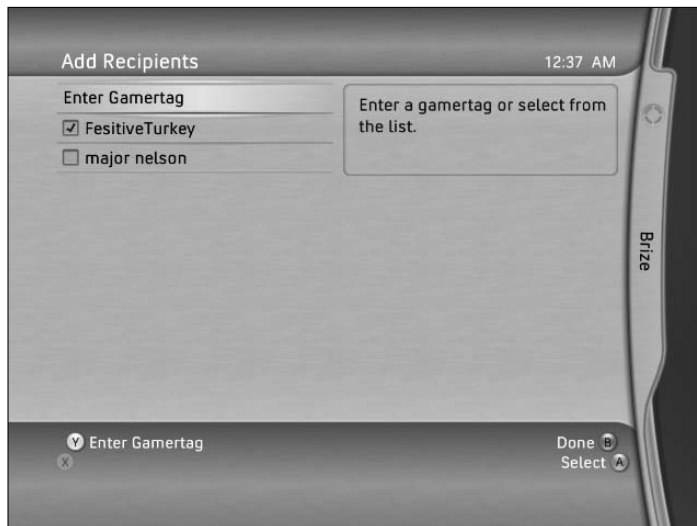 Add Recipients
12:37 AM
Enter Gamertag
FesitiveTurkey
major nelson
Enter a gamertag or select from
the list.
Brize
Y Enter Gamertag
X
Done B
Select A